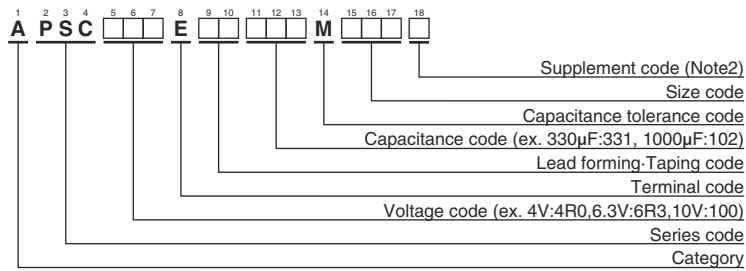 1 2 3 4 5 6 7 8 9 10 11 12 13 14 15 16 17 18
A P S C E M
Supplement code (Note2)
Size code
Capacitance tolerance code
Capacitance code (ex. 330µF:331, 1000µF:102)
Lead forming·Taping code
Terminal code
Voltage code (ex. 4V:4R0,6.3V:6R3,10V:100)
Series code
Category